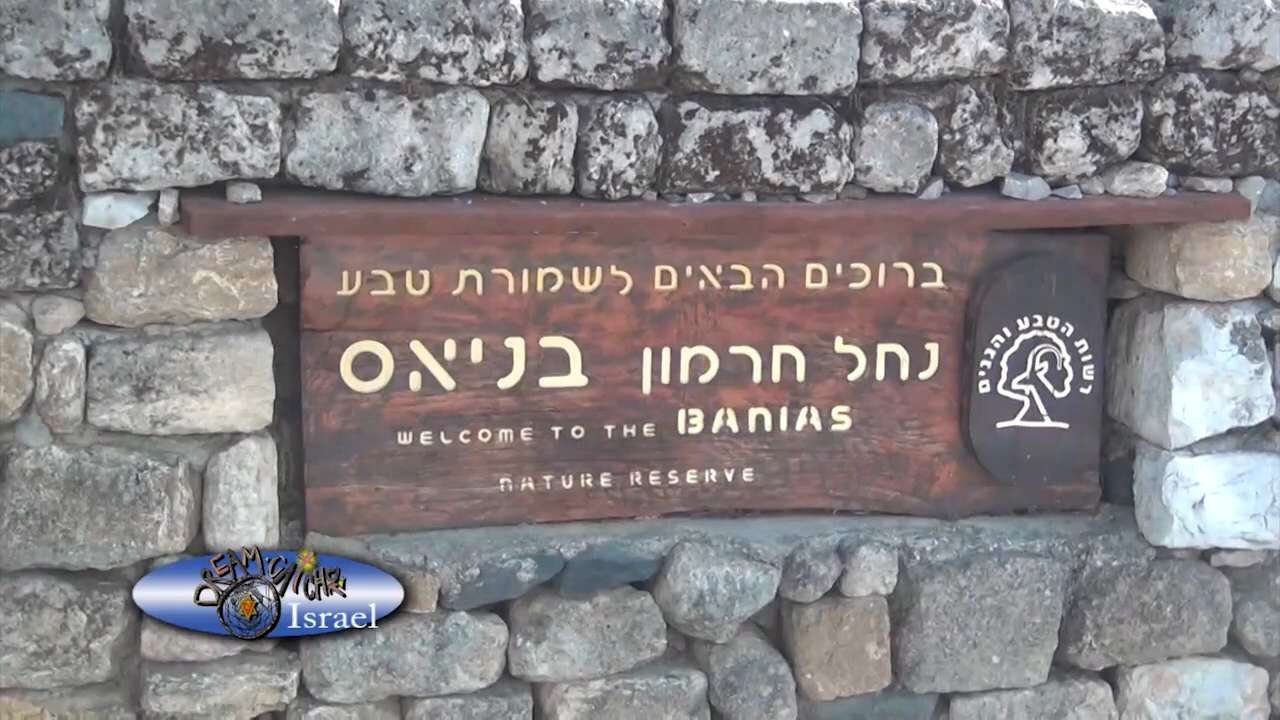 ברוכים הבאים לשמורת טבע
נחל חרמון בניאס
WELCOME TO THE BANIAS
NATURE RESERVE
רשות הטבע והגנים
Israel